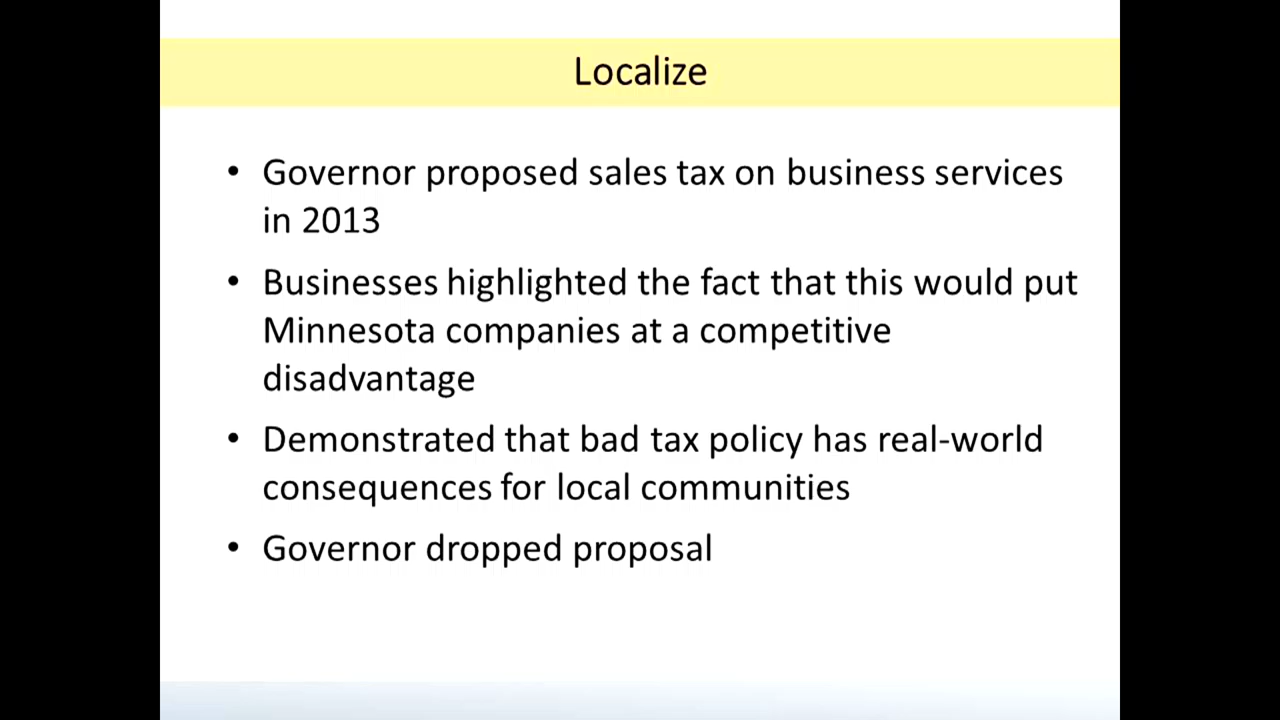 Localize
• Governor proposed sales tax on business services
in 2013
• Businesses highlighted the fact that this would put
Minnesota companies at a competitive
disadvantage
• Demonstrated that bad tax policy has real-world
consequences for local communities
• Governor dropped proposal